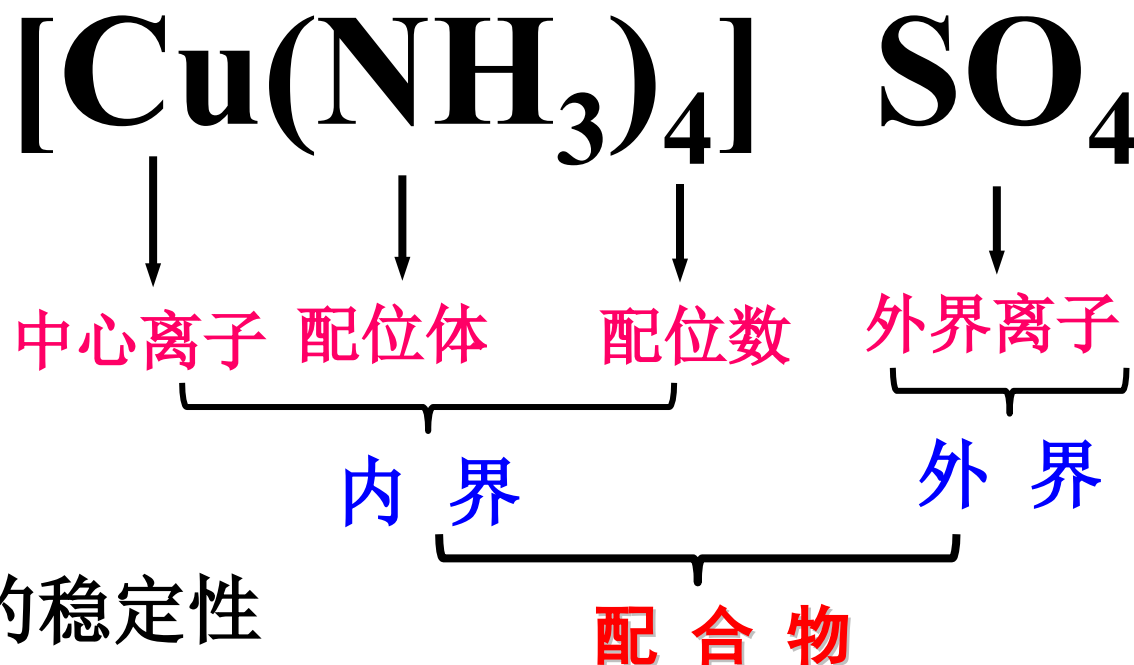 [Cu(NH₃)₄] SO₄
中心离子 配位体 配位数 外界离子
内 界 外 界
的稳定性
配 合 物